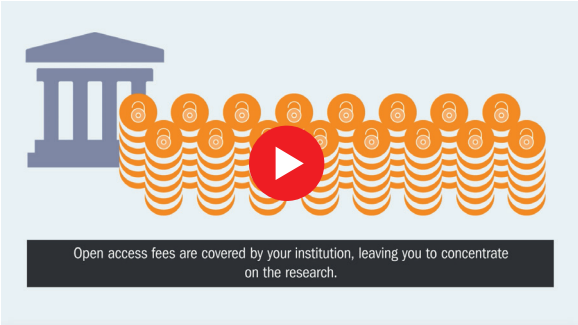 Open access fees are covered by your institution, leaving you to concentrate
on the research.